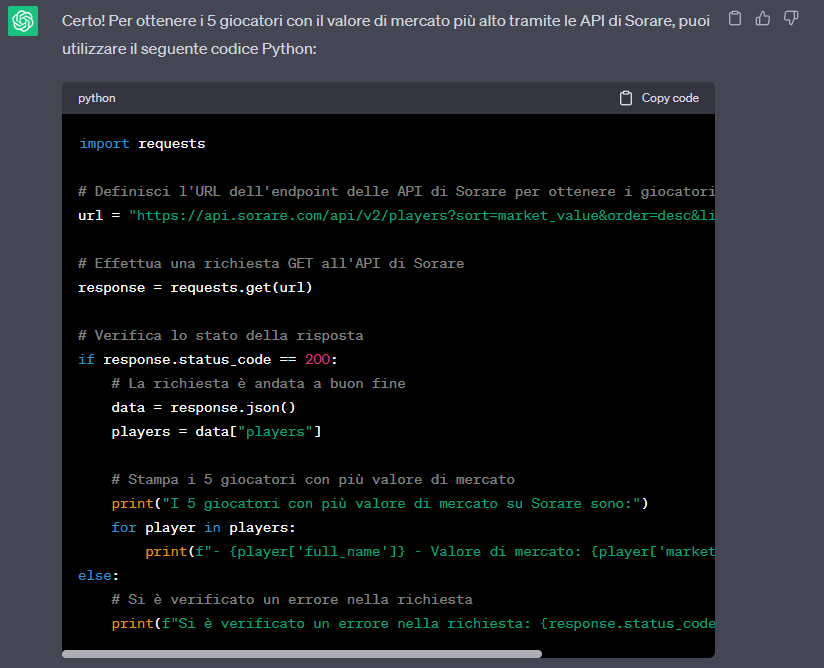 Certo! Per ottenere i 5 giocatori con il valore di mercato più alto tramite le API di Sorare, puoi
utilizzare il seguente codice Python:
python
Copy code
import requests
# Definisci l'URL dell'endpoint delle API di Sorare per ottenere i giocatori
url = "https://api.sorare.com/api/v2/players?sort=market_value&order=desc&li
# Effettua una richiesta GET all'API di Sorare
response = requests.get(url)
# Verifica lo stato della risposta
if response.status_code == 200:
    # La richiesta è andata a buon fine
    data = response.json()
    players = data["players"]
    # Stampa i 5 giocatori con più valore di mercato
    print("I 5 giocatori con più valore di mercato su Sorare sono:")
    for player in players:
        print(f"- {player['full_name']} - Valore di mercato: {player['market
else:
    # Si è verificato un errore nella richiesta
    print(f"Si è verificato un errore nella richiesta: {response.status_code